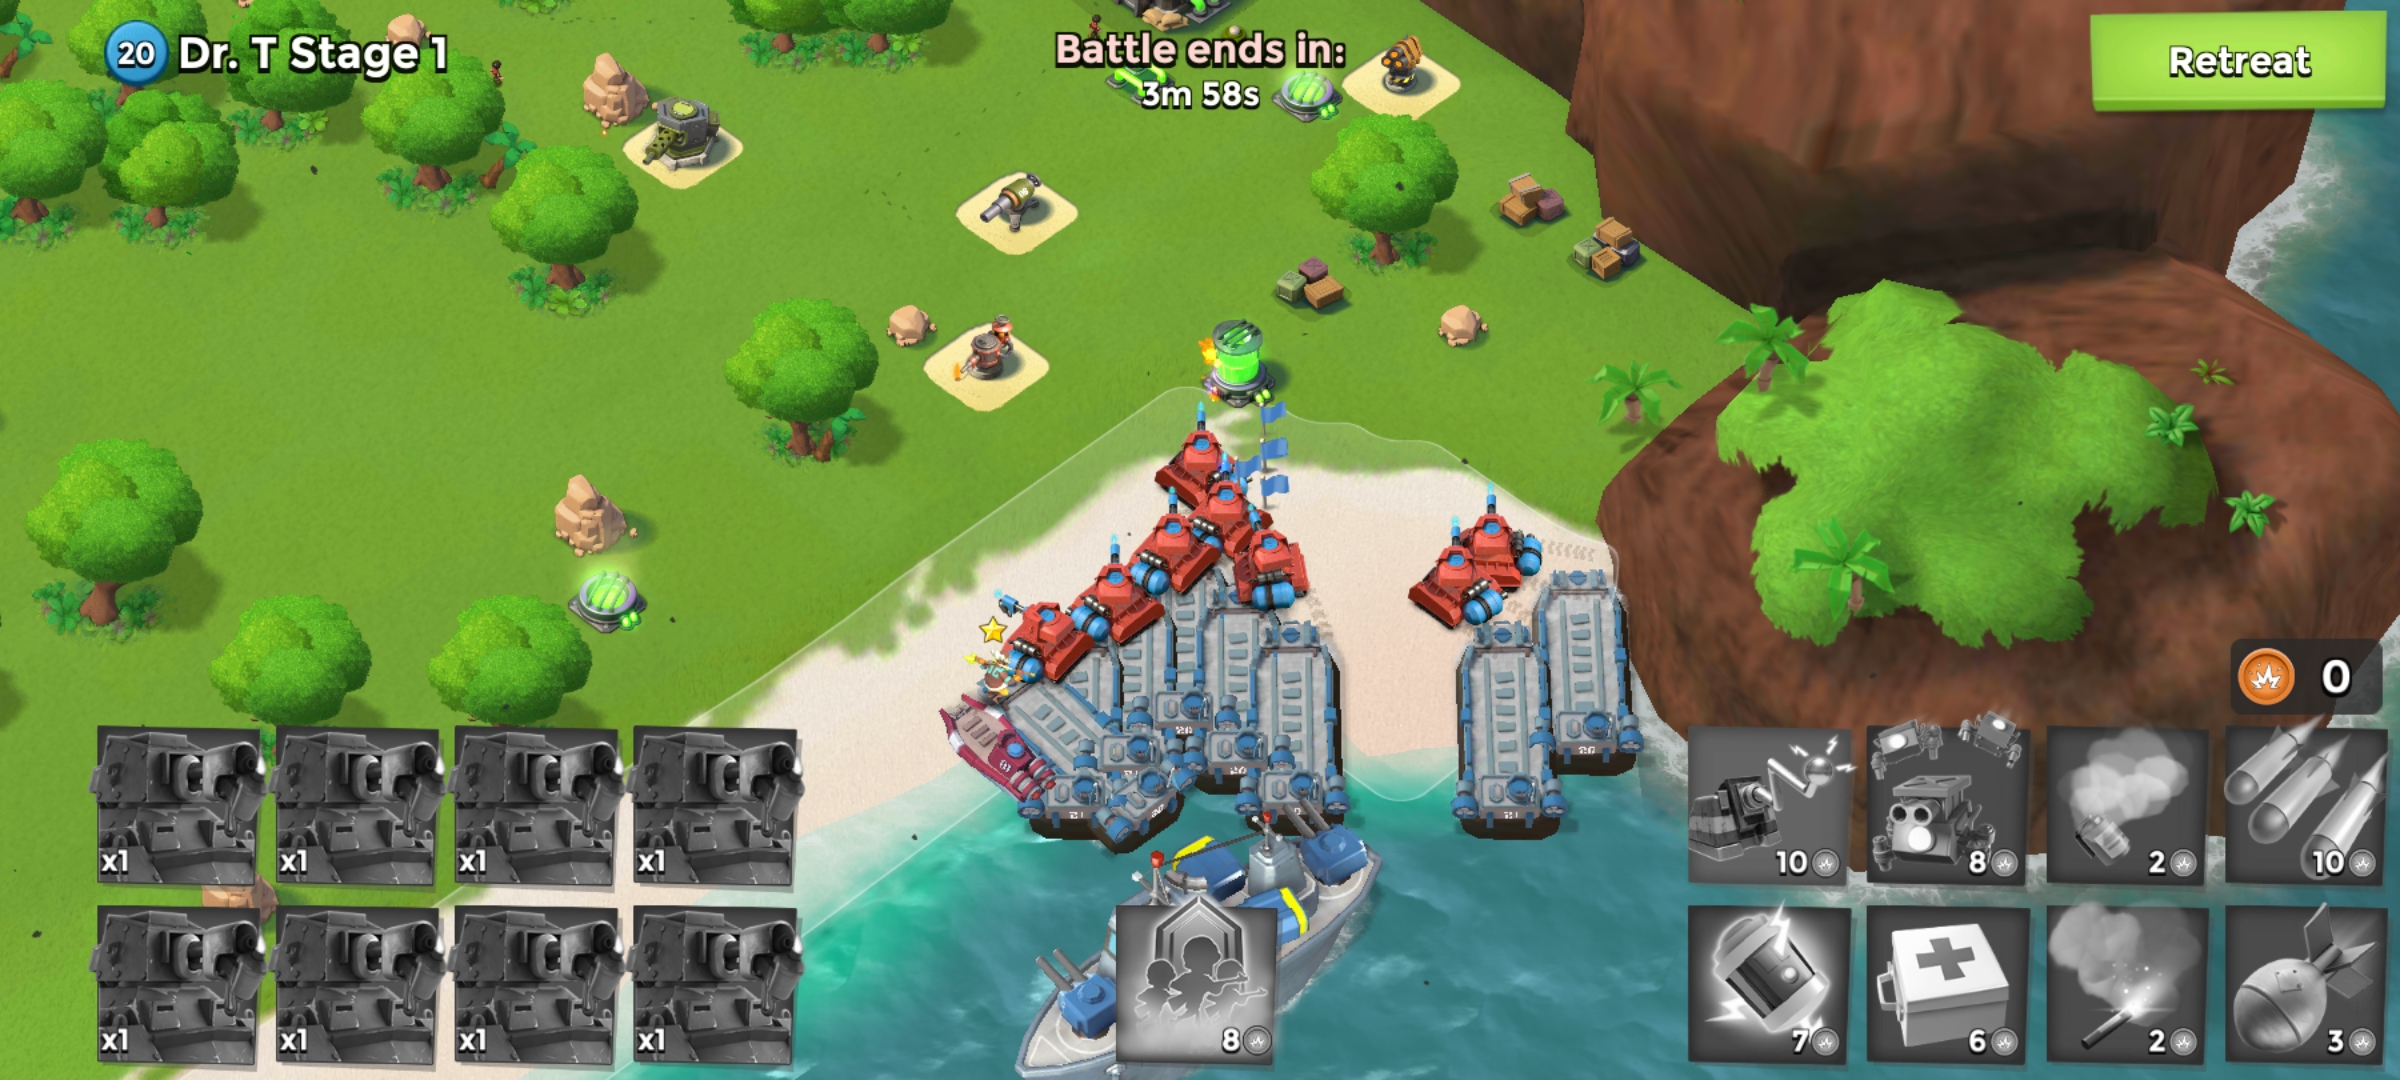 20 Dr. T Stage 1
Battle ends in:
3m 58s
Retreat
0
x1 x1 x1 x1
10 8 2 10
x1 x1 x1 x1
8
7 6 2 3